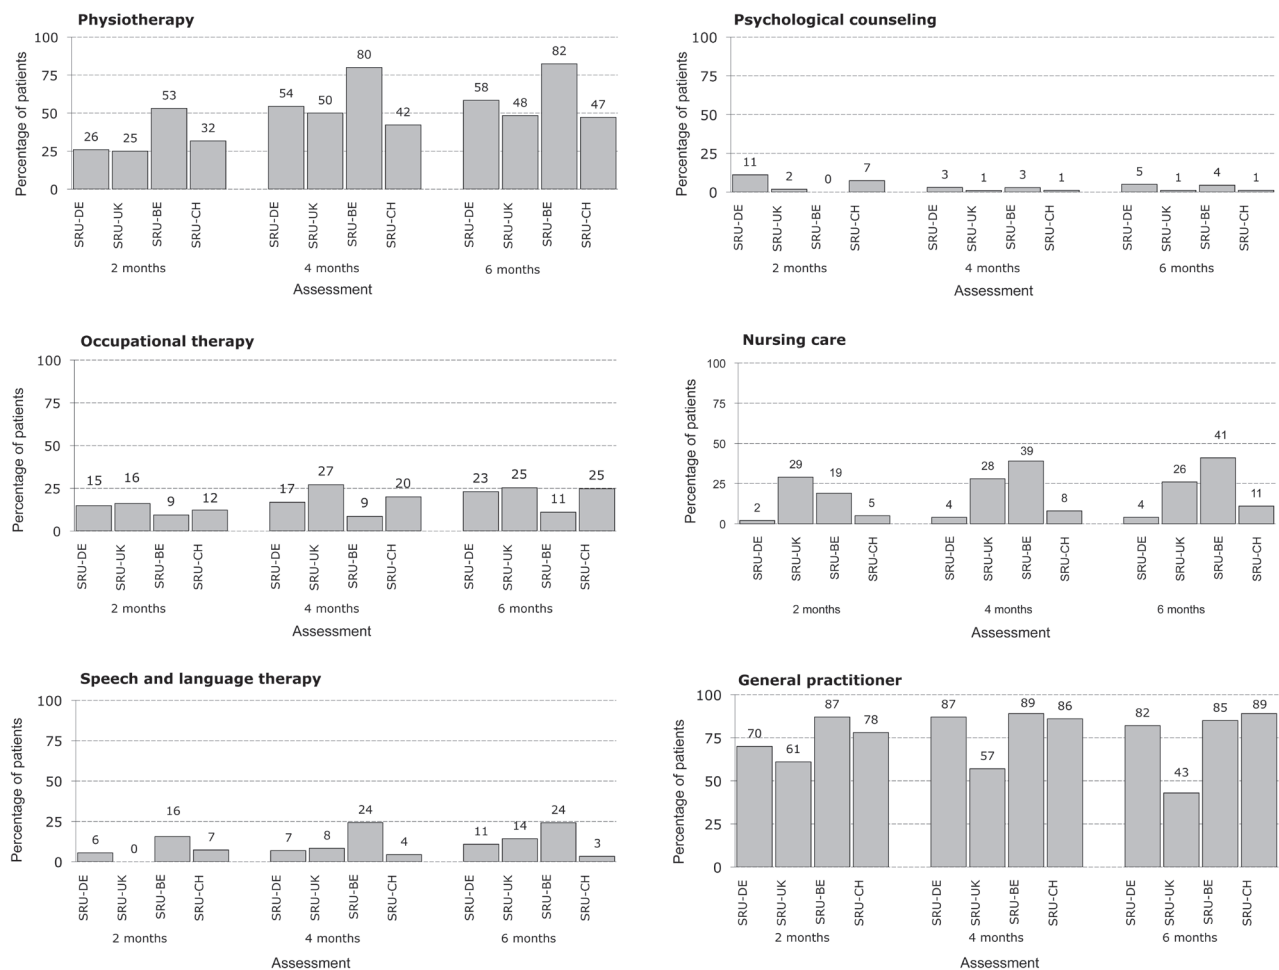 Physiotherapy
Percentage of patients
100
75
50
25
0
26 25 53 32
54 50 80 42
58 48 82 47
SRU-DE SRU-UK SRU-BE SRU-CH
SRU-DE SRU-UK SRU-BE SRU-CH
SRU-DE SRU-UK SRU-BE SRU-CH
2 months 4 months 6 months
Assessment
Psychological counseling
Percentage of patients
100
75
50
25
0
11 2 0 7
3 1 3 1
5 1 4 1
SRU-DE SRU-UK SRU-BE SRU-CH
SRU-DE SRU-UK SRU-BE SRU-CH
SRU-DE SRU-UK SRU-BE SRU-CH
2 months 4 months 6 months
Assessment
Occupational therapy
Percentage of patients
100
75
50
25
0
15 16 9 12
17 27 9 20
23 25 11 25
SRU-DE SRU-UK SRU-BE SRU-CH
SRU-DE SRU-UK SRU-BE SRU-CH
SRU-DE SRU-UK SRU-BE SRU-CH
2 months 4 months 6 months
Assessment
Nursing care
Percentage of patients
100
75
50
25
0
2 29 19 5
4 28 39 8
4 26 41 11
SRU-DE SRU-UK SRU-BE SRU-CH
SRU-DE SRU-UK SRU-BE SRU-CH
SRU-DE SRU-UK SRU-BE SRU-CH
2 months 4 months 6 months
Assessment
Speech and language therapy
Percentage of patients
100
75
50
25
0
6 0 16 7
7 8 24 4
11 14 24 3
SRU-DE SRU-UK SRU-BE SRU-CH
SRU-DE SRU-UK SRU-BE SRU-CH
SRU-DE SRU-UK SRU-BE SRU-CH
2 months 4 months 6 months
Assessment
General practitioner
Percentage of patients
100
75
50
25
0
70 61 87 78
87 57 89 86
82 43 85 89
SRU-DE SRU-UK SRU-BE SRU-CH
SRU-DE SRU-UK SRU-BE SRU-CH
SRU-DE SRU-UK SRU-BE SRU-CH
2 months 4 months 6 months
Assessment